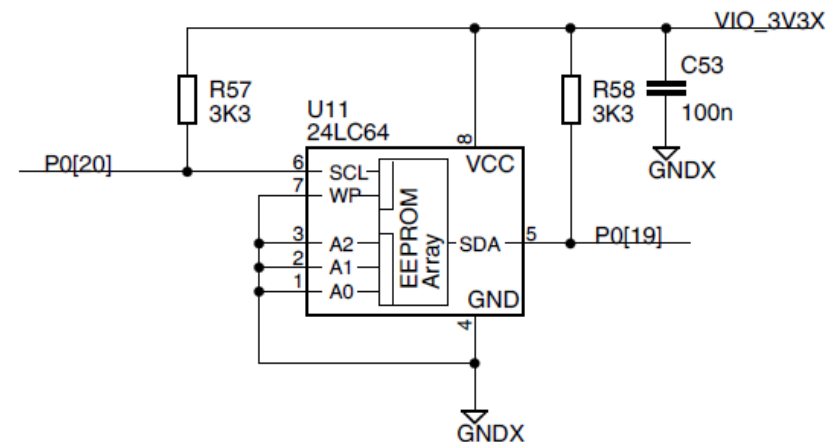 VIO_3V3X
C53
100n
GNDX
R57
3K3
R58
3K3
U11
24LC64
P0[20]
6
SCL
7
WP
3
A2
2
A1
1
A0
EEPROM
Array
8
VCC
SDA
5
P0[19]
GND
4
GNDX